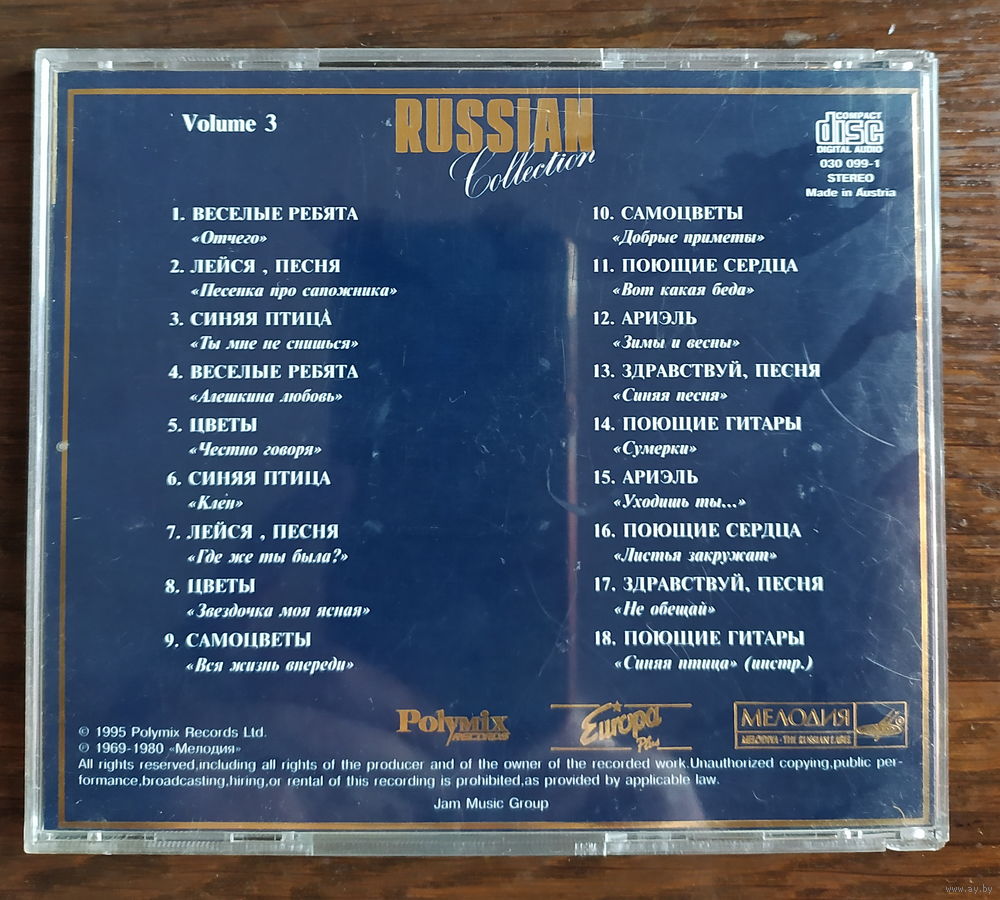 Volume 3
RUSSIAN
Collection
COMPACT
disc
DIGITAL AUDIO
030 099-1
STEREO
Made in Austria
1. ВЕСЕЛЫЕ РЕБЯТА
«Отчего»
2. ЛЕЙСЯ , ПЕСНЯ
«Песенка про сапожника»
3. СИНЯЯ ПТИЦА
«Ты мне не снишься»
4. ВЕСЕЛЫЕ РЕБЯТА
«Алешкина любовь»
5. ЦВЕТЫ
«Честно говоря»
6. СИНЯЯ ПТИЦА
«Клен»
7. ЛЕЙСЯ , ПЕСНЯ
«Где же ты была?»
8. ЦВЕТЫ
«Звездочка моя ясная»
9. САМОЦВЕТЫ
«Вся жизнь впереди»
10. САМОЦВЕТЫ
«Добрые приметы»
11. ПОЮЩИЕ СЕРДЦА
«Вот какая беда»
12. АРИЭЛЬ
«Зимы и весны»
13. ЗДРАВСТВУЙ, ПЕСНЯ
«Синяя песня»
14. ПОЮЩИЕ ГИТАРЫ
«Сумерки»
15. АРИЭЛЬ
«Уходишь ты...»
16. ПОЮЩИЕ СЕРДЦА
«Листья закружат»
17. ЗДРАВСТВУЙ, ПЕСНЯ
«Не обещай»
18. ПОЮЩИЕ ГИТАРЫ
«Синяя птица» (инстр.)
Polymix
RECORDS
Europa
Plus
МЕЛОДИЯ
MELODIYA - THE RUSSIAN LABEL
© 1995 Polymix Records Ltd.
℗ 1969-1980 «Мелодия»
All rights reserved,including all rights of the producer and of the owner of the recorded work.Unauthorized copying,public per-
formance,broadcasting,hiring,or rental of this recording is prohibited,as provided by applicable law.
Jam Music Group
www.ay.by